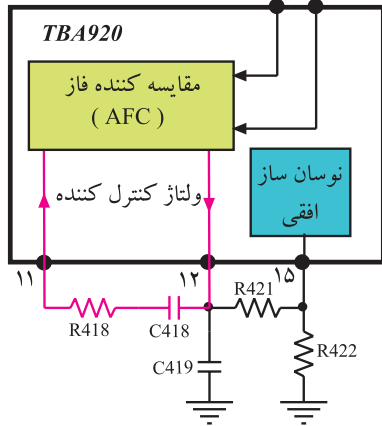 TBA920
مقایسه کننده فاز
( AFC )
ولتاژ کنترل کننده
نوسان ساز
افقی
۱۱
۱۲
۱۵
R418
C418
R421
C419
R422